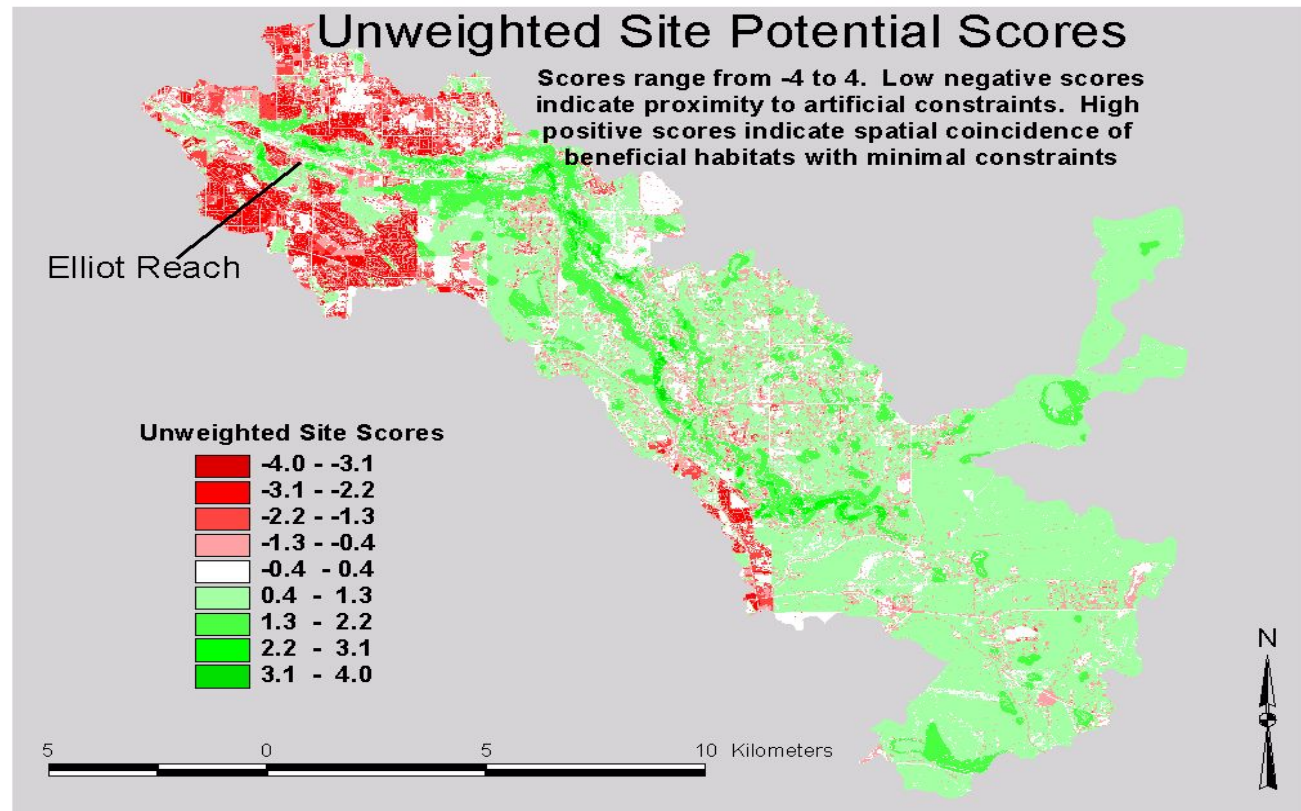 Unweighted Site Potential Scores
Scores range from -4 to 4. Low negative scores
indicate proximity to artificial constraints. High
positive scores indicate spatial coincidence of
beneficial habitats with minimal constraints
Elliot Reach
Unweighted Site Scores
-4.0 - -3.1
-3.1 - -2.2
-2.2 - -1.3
-1.3 - -0.4
-0.4 - 0.4
0.4 - 1.3
1.3 - 2.2
2.2 - 3.1
3.1 - 4.0
N
5 0 5 10 Kilometers